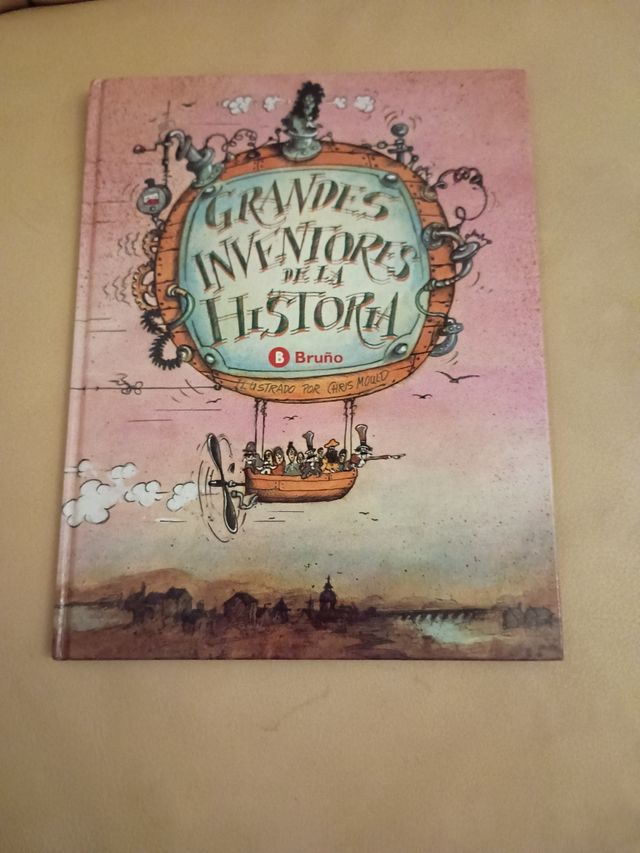 GRANDES
INVENTORES
DE LA
HISTORIA
B Bruño
ILUSTRADO POR CHRIS MOULD